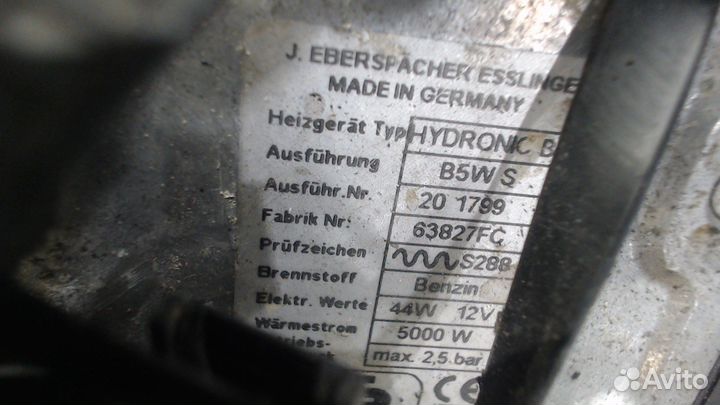 J. EBERSPÄCHER ESSLINGE
MADE IN GERMANY
Heizgerät Typ HYDRONIC B
Ausführung B5W S
Ausführ.Nr. 20 1799
Fabrik Nr. 63827FC
Prüfzeichen S288
Brennstoff Benzin
Elektr. Werte 44W 12V
Wärmestrom 5000 W
max. 2,5 bar
CE
Avito